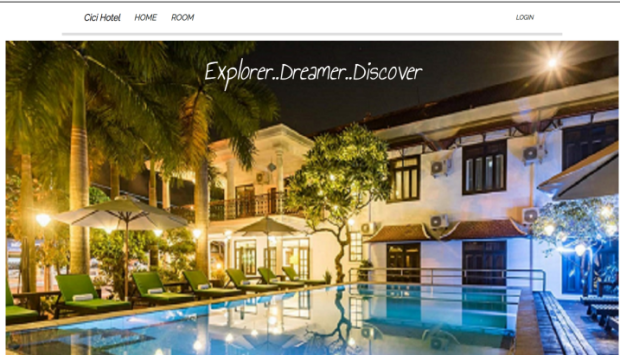 Cici Hotel HOME ROOM LOGIN
Explorer..Dreamer..Discover